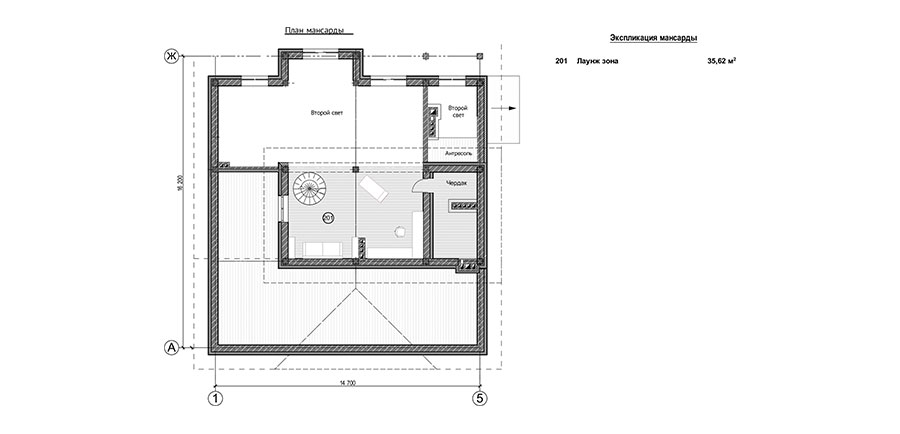 План мансарды
Экспликация мансарды
201 Лаунж зона 35,62 м²
Ж
Второй свет
Второй
свет
Антресоль
Чердак
201
16 200
А
14 700
1
5